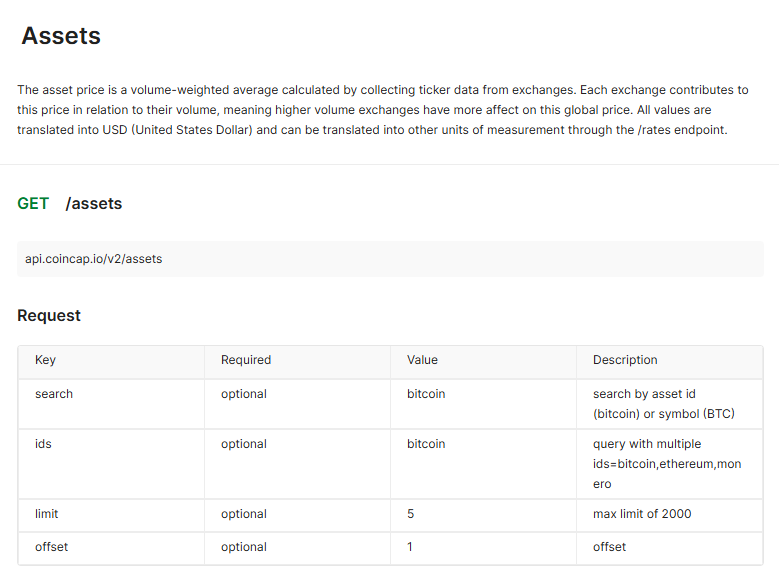 Assets
The asset price is a volume-weighted average calculated by collecting ticker data from exchanges. Each exchange contributes to
this price in relation to their volume, meaning higher volume exchanges have more affect on this global price. All values are
translated into USD (United States Dollar) and can be translated into other units of measurement through the /rates endpoint.
GET /assets
api.coincap.io/v2/assets
Request
Key Required Value Description
search optional bitcoin search by asset id
(bitcoin) or symbol (BTC)
ids optional bitcoin query with multiple
ids=bitcoin,ethereum,mon
ero
limit optional 5 max limit of 2000
offset optional 1 offset